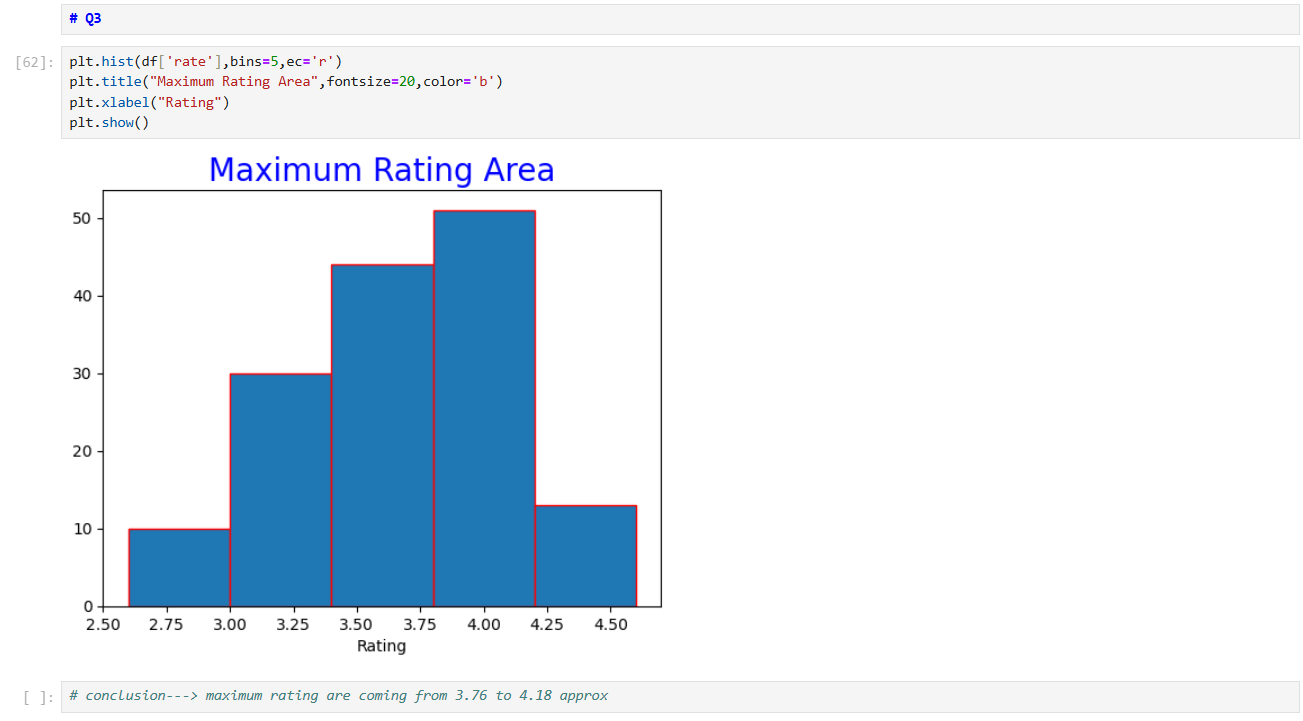 # Q3
[62]: plt.hist(df['rate'],bins=5,ec='r')
plt.title("Maximum Rating Area",fontsize=20,color='b')
plt.xlabel("Rating")
plt.show()
Maximum Rating Area
50
40
30
20
10
0
2.50 2.75 3.00 3.25 3.50 3.75 4.00 4.25 4.50
Rating
[ ]: # conclusion---> maximum rating are coming from 3.76 to 4.18 approx